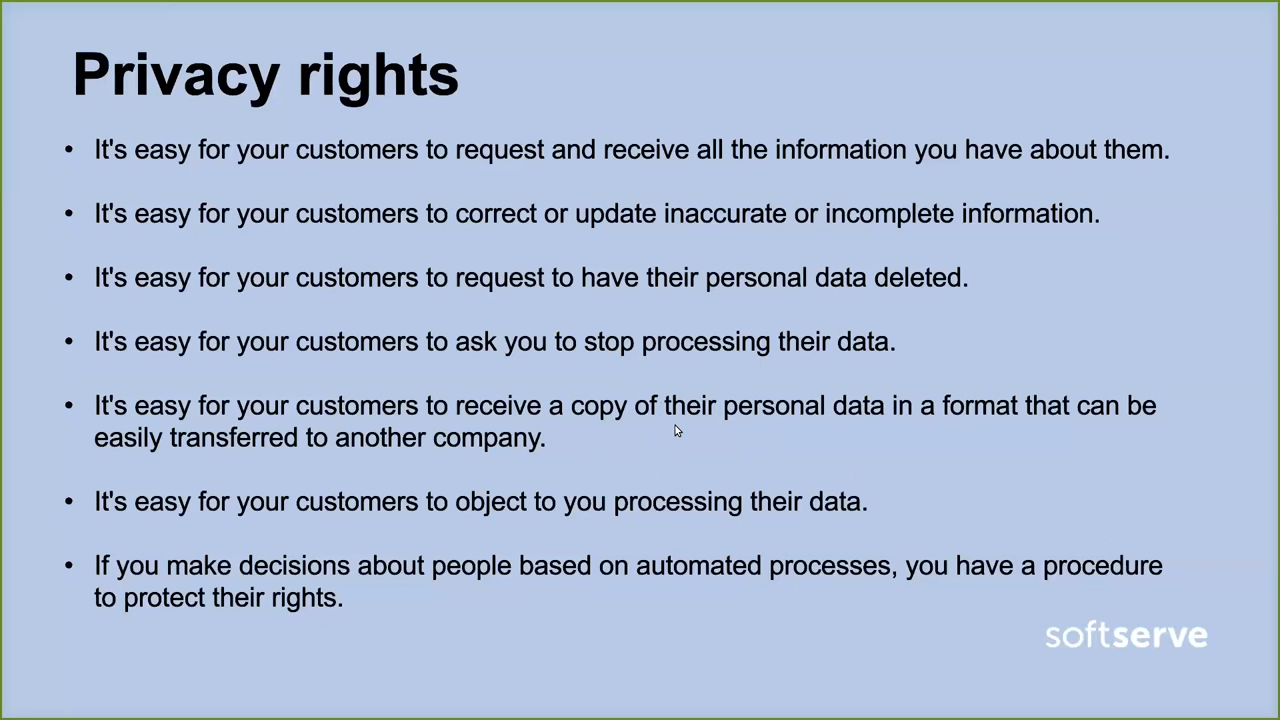 Privacy rights
• It's easy for your customers to request and receive all the information you have about them.
• It's easy for your customers to correct or update inaccurate or incomplete information.
• It's easy for your customers to request to have their personal data deleted.
• It's easy for your customers to ask you to stop processing their data.
• It's easy for your customers to receive a copy of their personal data in a format that can be
easily transferred to another company.
• It's easy for your customers to object to you processing their data.
• If you make decisions about people based on automated processes, you have a procedure
to protect their rights.
softserve